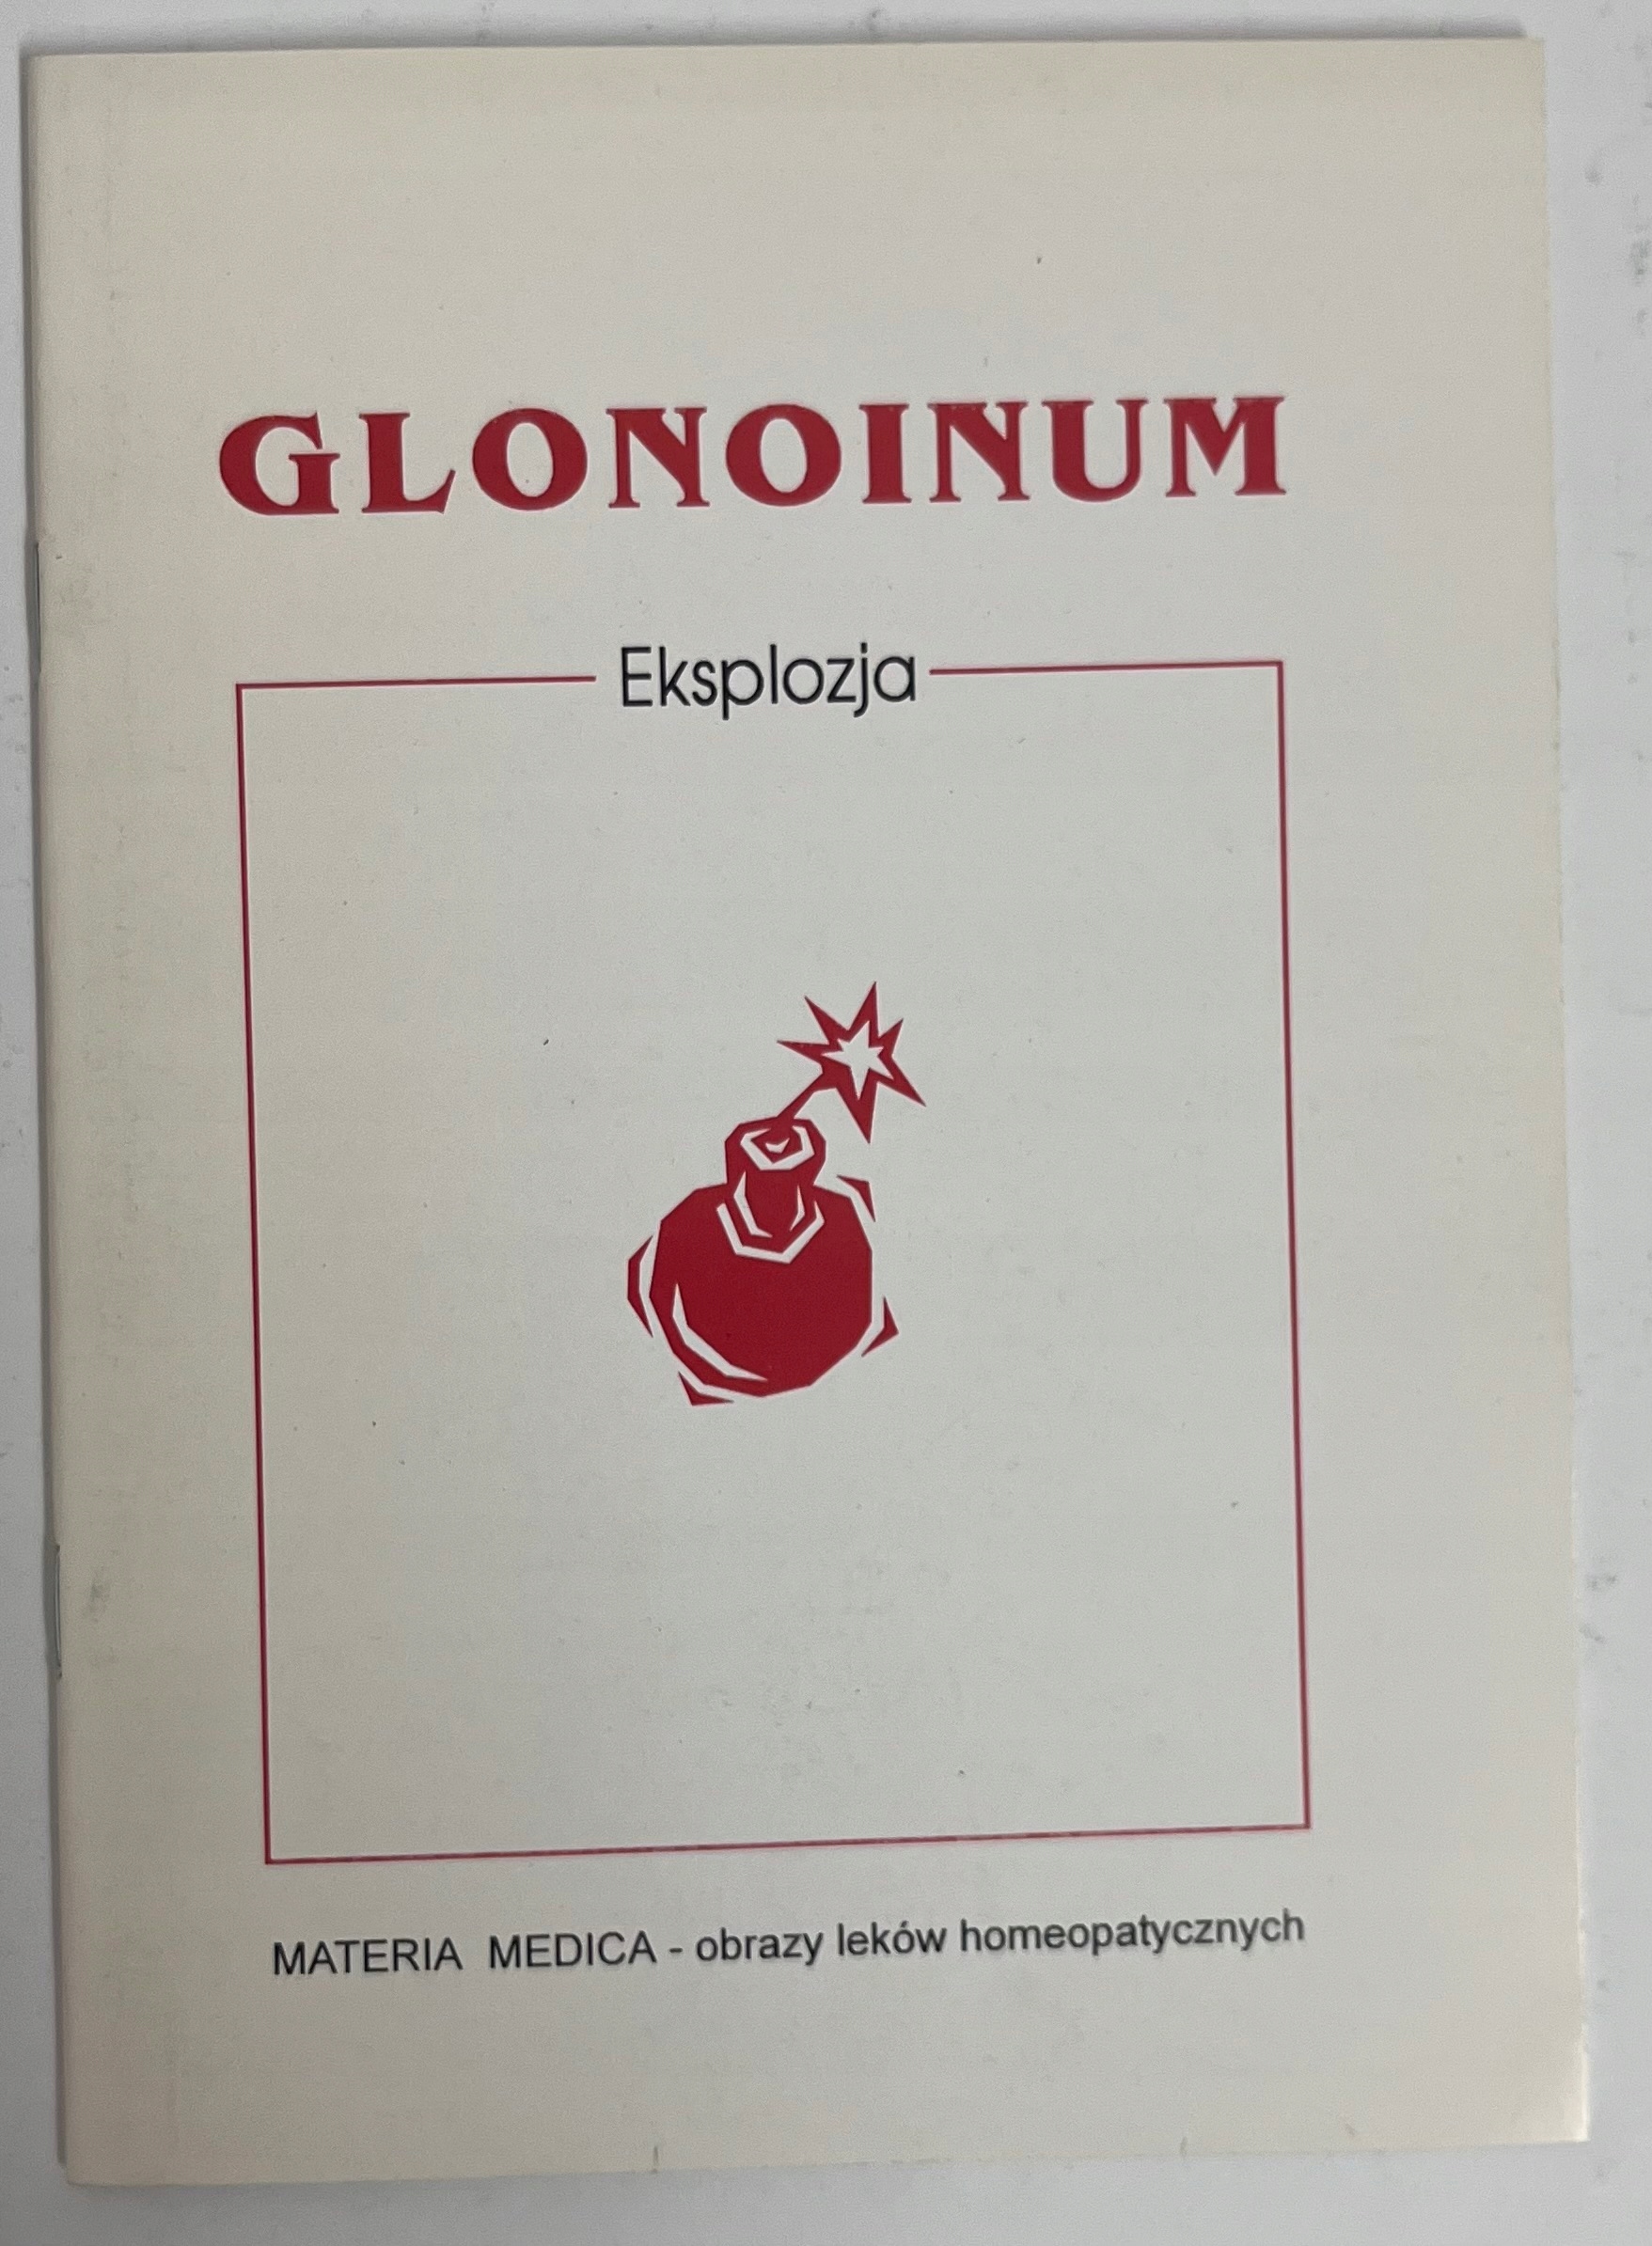 GLONOINUM
Eksplozja
MATERIA MEDICA - obrazy leków homeopatycznych